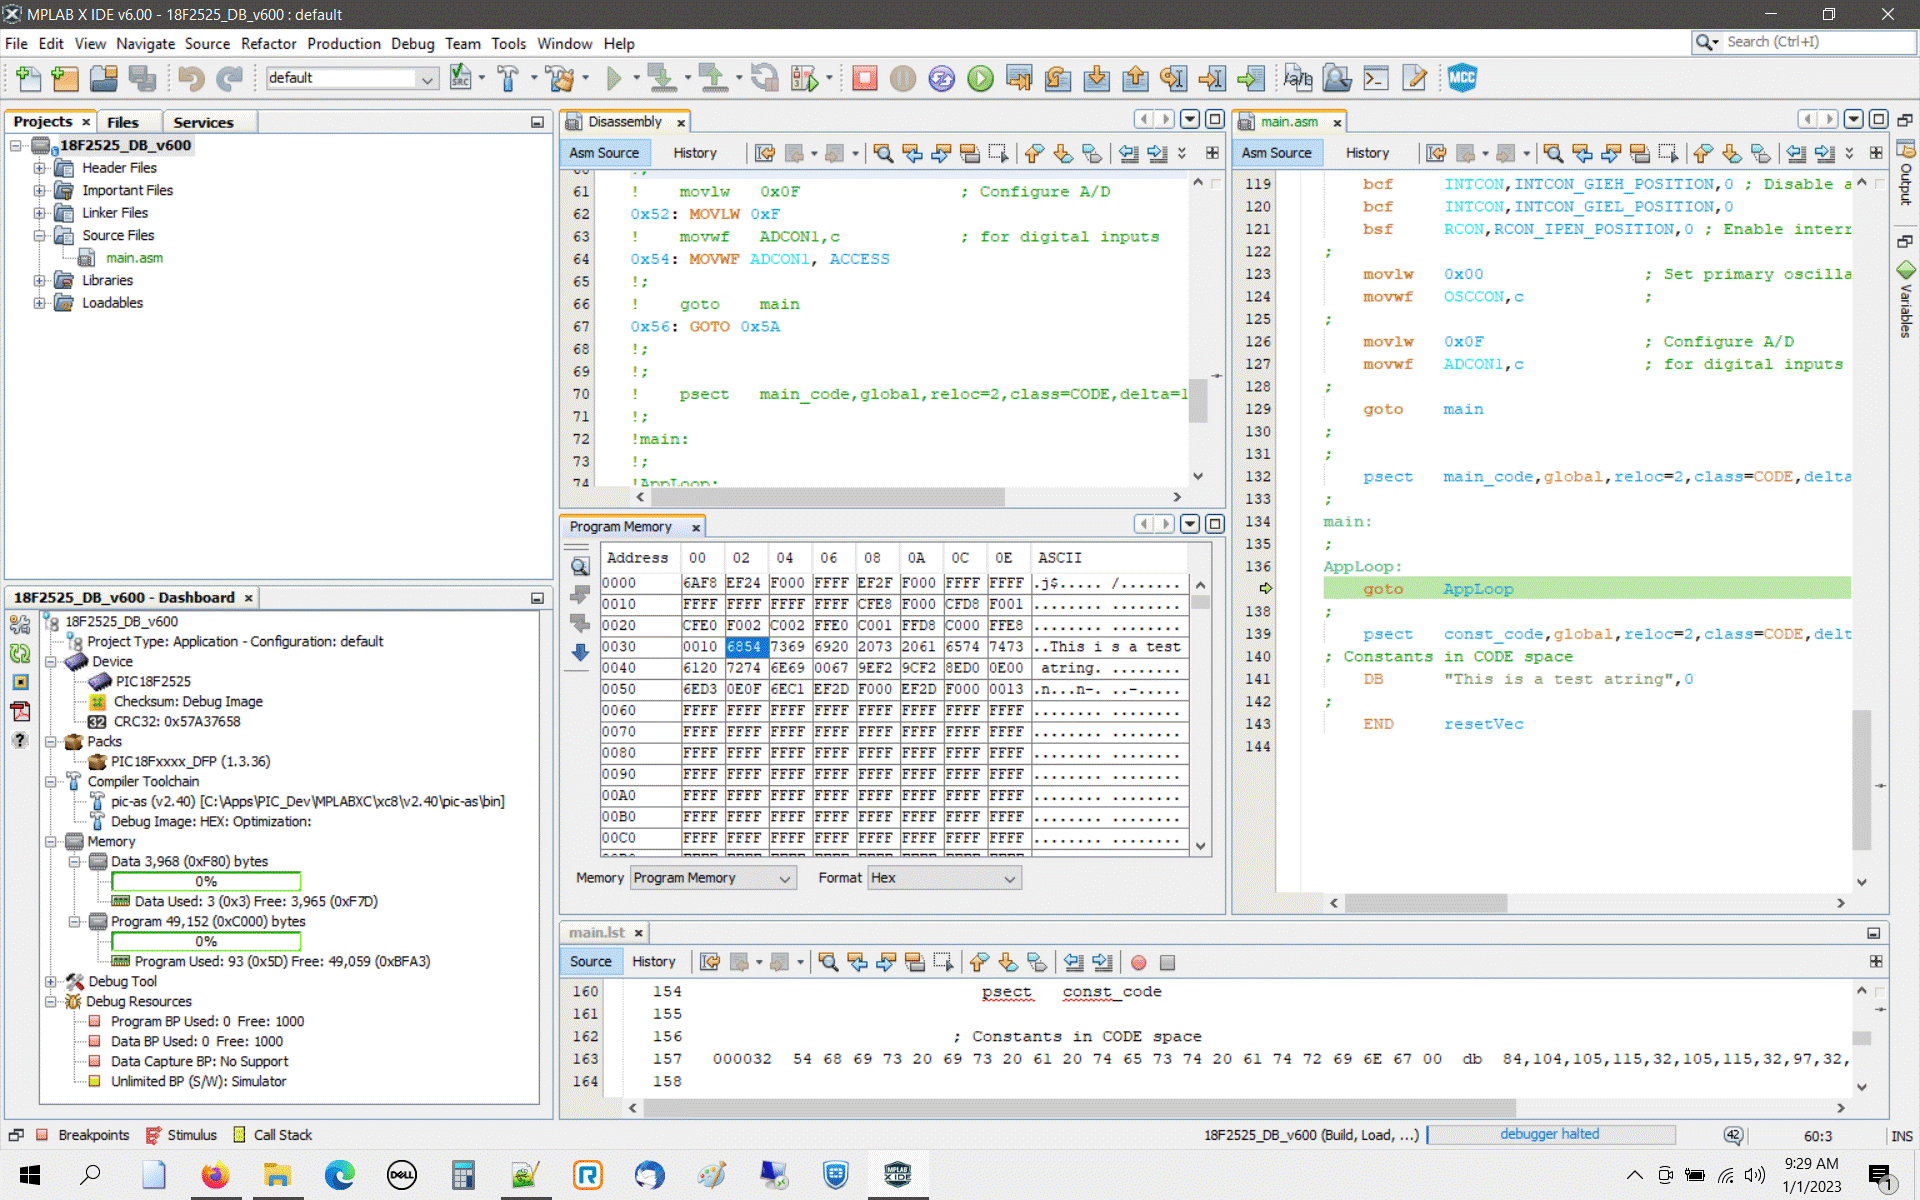 MPLAB X IDE v6.00 - 18F2525_DB_v600 : default
File Edit View Navigate Source Refactor Production Debug Team Tools Window Help
Search (Ctrl+I)
default
MCC
Projects Files Services
18F2525_DB_v600
Header Files
Important Files
Linker Files
Source Files
main.asm
Libraries
Loadables
18F2525_DB_v600 - Dashboard
18F2525_DB_v600
Project Type: Application - Configuration: default
Device
PIC18F2525
Checksum: Debug Image
CRC32: 0x57A37658
Packs
PIC18Fxxxx_DFP (1.3.36)
Compiler Toolchain
pic-as (v2.40) [C:\Apps\PIC_Dev\MPLABXC\xc8\v2.40\pic-as\bin]
Debug Image: HEX: Optimization:
Memory
Data 3,968 (0xF80) bytes
0%
Data Used: 3 (0x3) Free: 3,965 (0xF7D)
Program 49,152 (0xC000) bytes
0%
Program Used: 93 (0x5D) Free: 49,059 (0xBFA3)
Debug Tool
Debug Resources
Program BP Used: 0 Free: 1000
Data BP Used: 0 Free: 1000
Data Capture BP: No Support
Unlimited BP (S/W): Simulator
Disassembly
Asm Source History
61 ! movlw 0x0F ; Configure A/D
62 0x52: MOVLW 0xF
63 ! movwf ADCON1,c ; for digital inputs
64 0x54: MOVWF ADCON1, ACCESS
65 !;
66 ! goto main
67 0x56: GOTO 0x5A
68 !;
69 !;
70 ! psect main_code,global,reloc=2,class=CODE,delta=1
71 !;
72 !main:
73 !;
74 !AppLoop:
Program Memory
Address 00 02 04 06 08 0A 0C 0E ASCII
0000 6AF8 EF24 F000 FFFF EF2F F000 FFFF FFFF .j$..... /.......
0010 FFFF FFFF FFFF FFFF CFE8 F000 CFD8 F001 ........ ........
0020 CFE0 F002 C002 FFE0 C001 FFD8 C000 FFE8 ........ ........
0030 0010 6854 7369 6920 2073 2061 6574 7473 ..This i s a test
0040 6120 7274 6E69 0067 9EF2 9CF2 8ED0 0E00  atring. ........
0050 6ED3 0E0F 6EC1 EF2D F000 EF2D F000 0013 .n...n-. ..-.....
0060 FFFF FFFF FFFF FFFF FFFF FFFF FFFF FFFF ........ ........
0070 FFFF FFFF FFFF FFFF FFFF FFFF FFFF FFFF ........ ........
0080 FFFF FFFF FFFF FFFF FFFF FFFF FFFF FFFF ........ ........
0090 FFFF FFFF FFFF FFFF FFFF FFFF FFFF FFFF ........ ........
00A0 FFFF FFFF FFFF FFFF FFFF FFFF FFFF FFFF ........ ........
00B0 FFFF FFFF FFFF FFFF FFFF FFFF FFFF FFFF ........ ........
00C0 FFFF FFFF FFFF FFFF FFFF FFFF FFFF FFFF ........ ........
Memory Program Memory Format Hex
main.asm
Asm Source History
119 bcf INTCON,INTCON_GIEH_POSITION,0 ; Disable a
120 bcf INTCON,INTCON_GIEL_POSITION,0
121 bsf RCON,RCON_IPEN_POSITION,0 ; Enable interr
122 ;
123 movlw 0x00 ; Set primary oscilla
124 movwf OSCCON,c ;
125 ;
126 movlw 0x0F ; Configure A/D
127 movwf ADCON1,c ; for digital inputs
128 ;
129 goto main
130 ;
131 ;
132 psect main_code,global,reloc=2,class=CODE,delta
133 ;
134 main:
135 ;
136 AppLoop:
goto AppLoop
138 ;
139 psect const_code,global,reloc=2,class=CODE,delt
140 ; Constants in CODE space
141 DB "This is a test atring",0
142 ;
143 END resetVec
144
Output
Variables
main.lst
Source History
160 154 psect const_code
161 155
162 156 ; Constants in CODE space
163 157 000032 54 68 69 73 20 69 73 20 61 20 74 65 73 74 20 61 74 72 69 6E 67 00 db 84,104,105,115,32,105,115,32,97,32,
164 158
Breakpoints Stimulus Call Stack
18F2525_DB_v600 (Build, Load, ...) debugger halted 42 60:3 INS
DELL
MPLAB X IDE
9:29 AM
1/1/2023
1